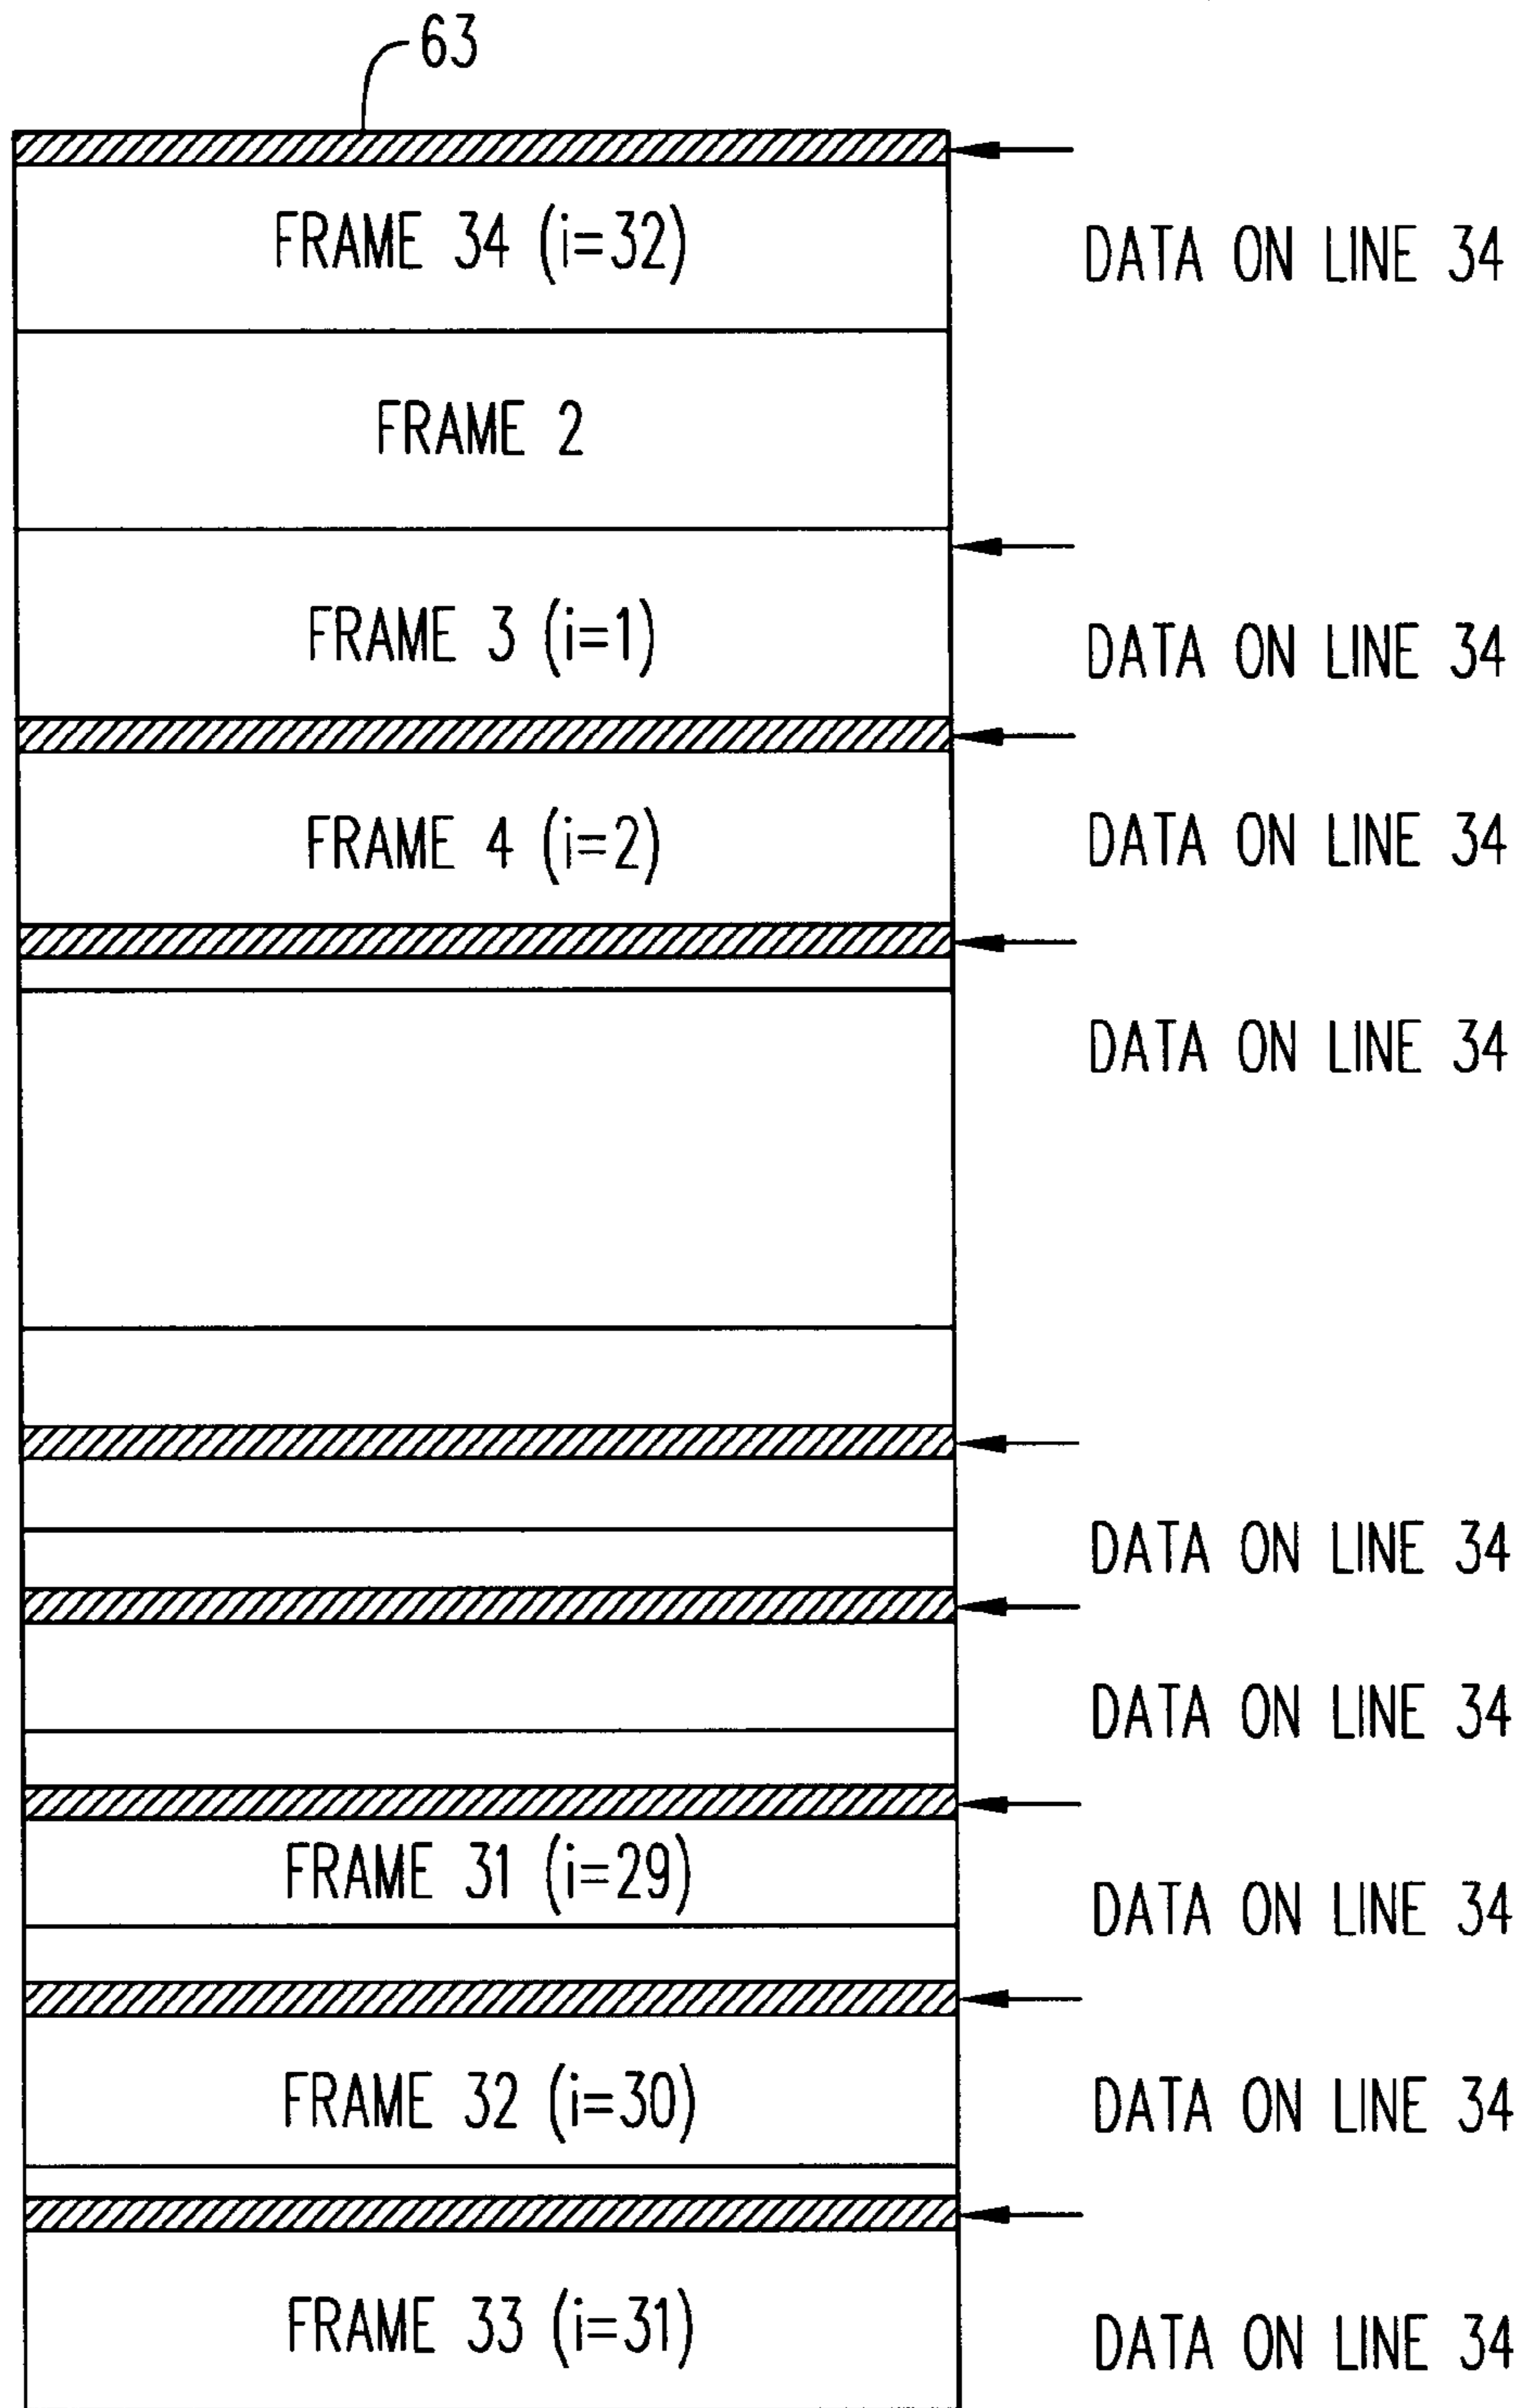 63
FRAME 34 (i=32)
DATA ON LINE 34
FRAME 2
FRAME 3 (i=1)
DATA ON LINE 34
FRAME 4 (i=2)
DATA ON LINE 34
DATA ON LINE 34
DATA ON LINE 34
DATA ON LINE 34
FRAME 31 (i=29)
DATA ON LINE 34
FRAME 32 (i=30)
DATA ON LINE 34
FRAME 33 (i=31)
DATA ON LINE 34